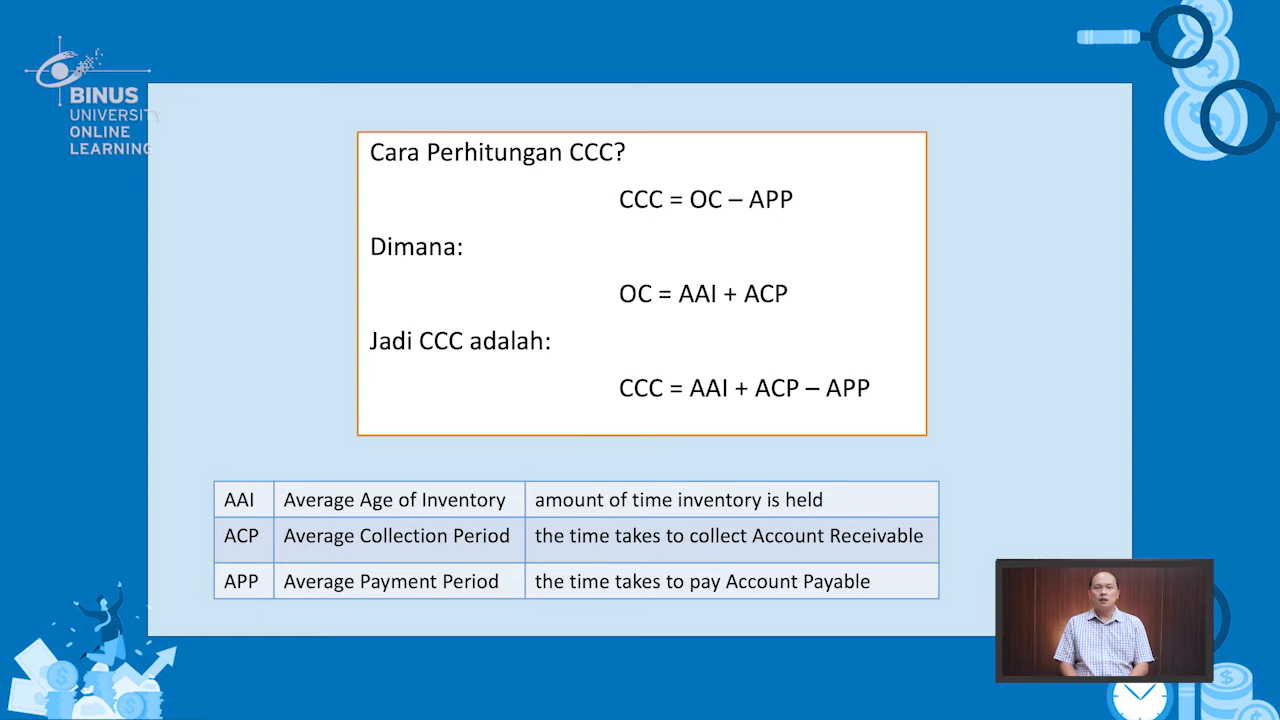 BINUS
UNIVERSITY
ONLINE
LEARNING
Cara Perhitungan CCC?
CCC = OC – APP
Dimana:
OC = AAI + ACP
Jadi CCC adalah:
CCC = AAI + ACP – APP
AAI Average Age of Inventory amount of time inventory is held
ACP Average Collection Period the time takes to collect Account Receivable
APP Average Payment Period the time takes to pay Account Payable